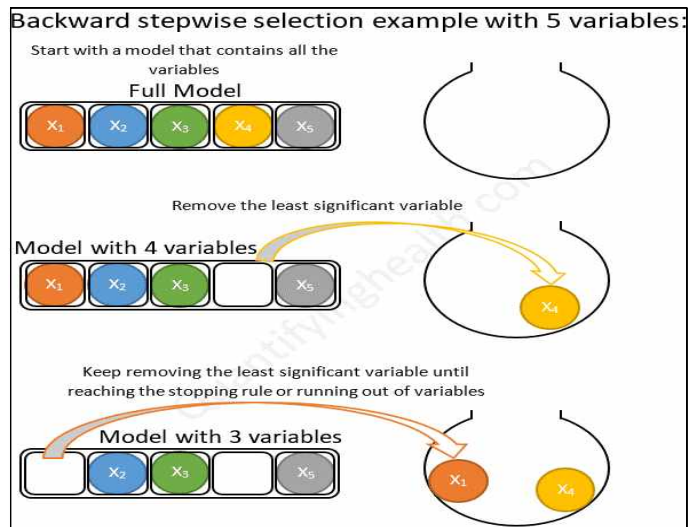 Backward stepwise selection example with 5 variables:
Start with a model that contains all the
variables
Full Model
X₁ X₂ X₃ X₄ X₅
Remove the least significant variable
Model with 4 variables
X₁ X₂ X₃ X₅
X₄
Keep removing the least significant variable until
reaching the stopping rule or running out of variables
Model with 3 variables
X₂ X₃ X₅
X₁ X₄
quantifyinghealth.com